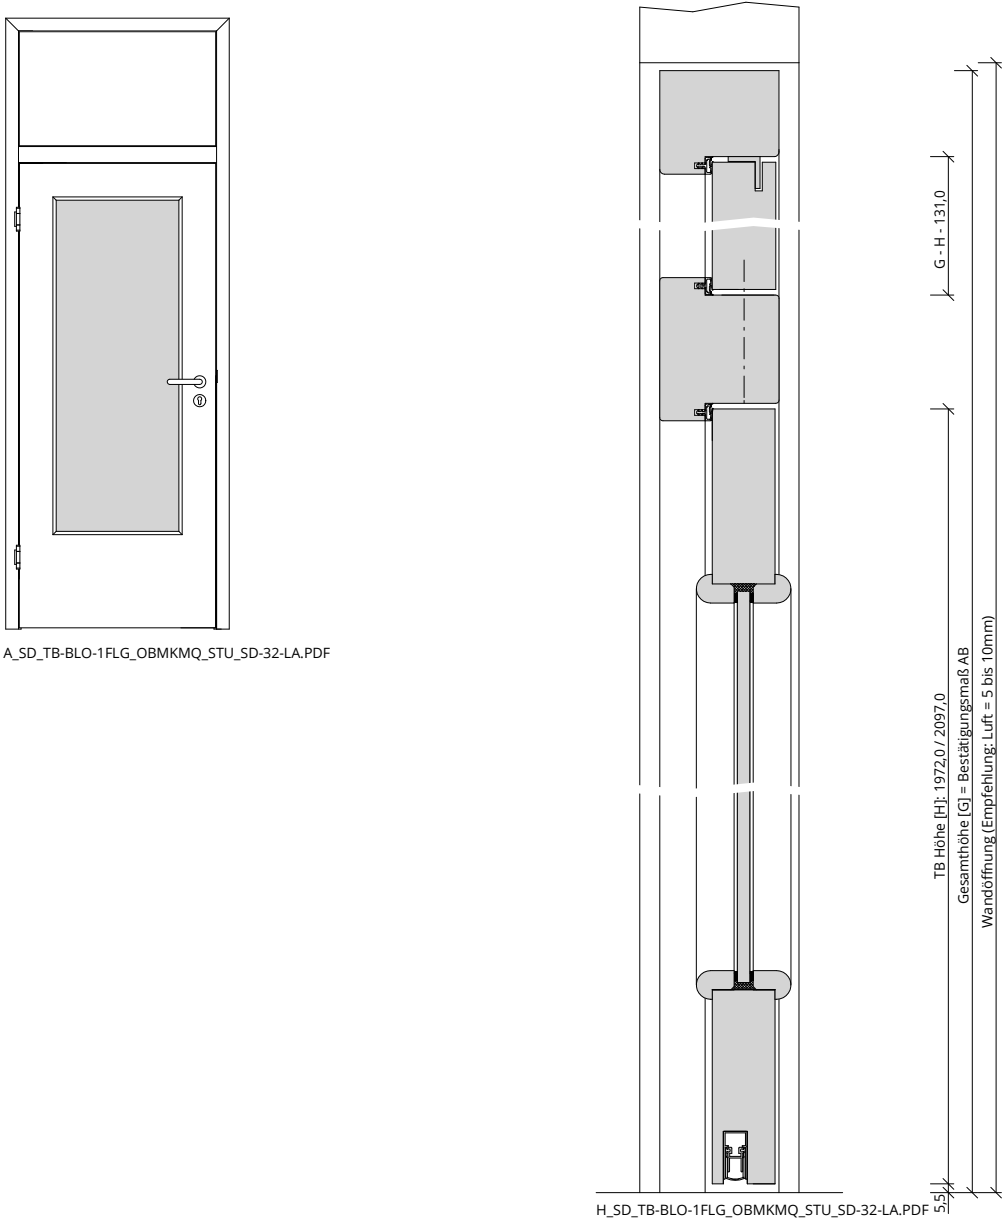 A_SD_TB-BLO-1FLG_OBMKMQ_STU_SD-32-LA.PDF
G - H - 131,0
TB Höhe [H]: 1972,0 / 2097,0
Gesamthöhe [G] = Bestätigungsmaß AB
Wandöffnung (Empfehlung: Luft = 5 bis 10mm)
5,5
H_SD_TB-BLO-1FLG_OBMKMQ_STU_SD-32-LA.PDF